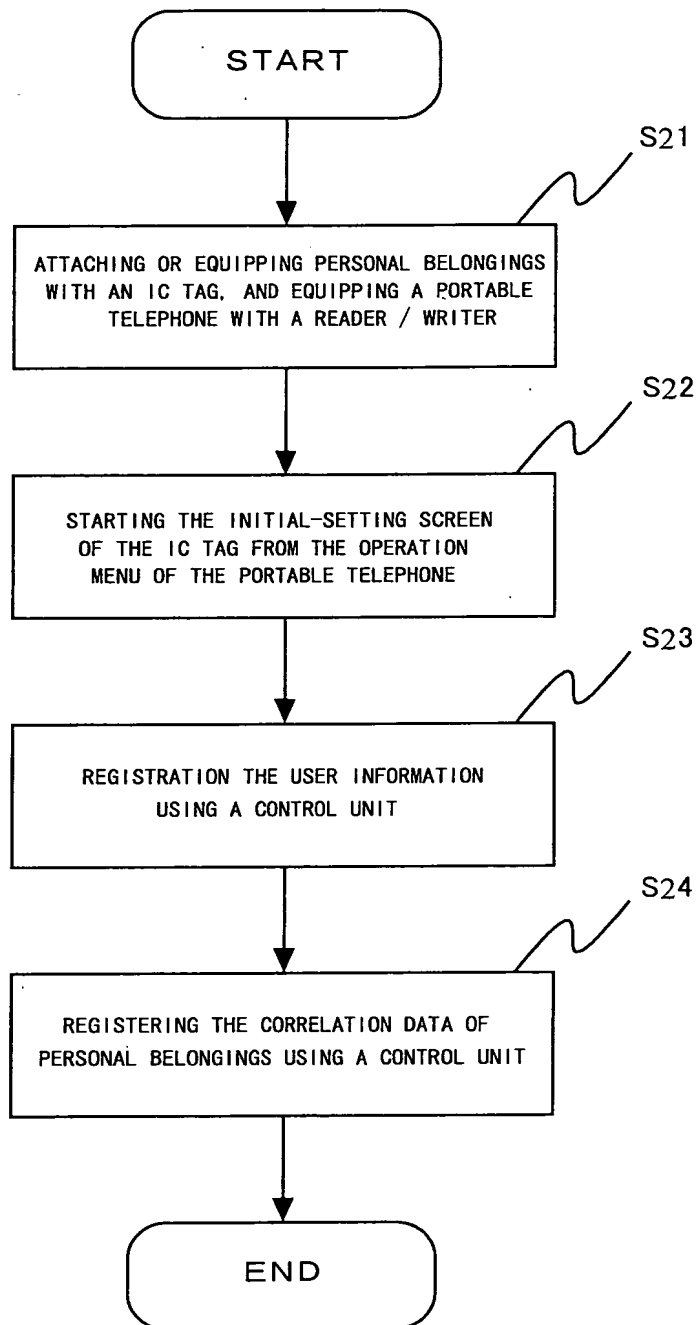 START
S21
ATTACHING OR EQUIPPING PERSONAL BELONGINGS
WITH AN IC TAG, AND EQUIPPING A PORTABLE
TELEPHONE WITH A READER / WRITER
S22
STARTING THE INITIAL-SETTING SCREEN
OF THE IC TAG FROM THE OPERATION
MENU OF THE PORTABLE TELEPHONE
S23
REGISTRATION THE USER INFORMATION
USING A CONTROL UNIT
S24
REGISTERING THE CORRELATION DATA OF
PERSONAL BELONGINGS USING A CONTROL UNIT
END